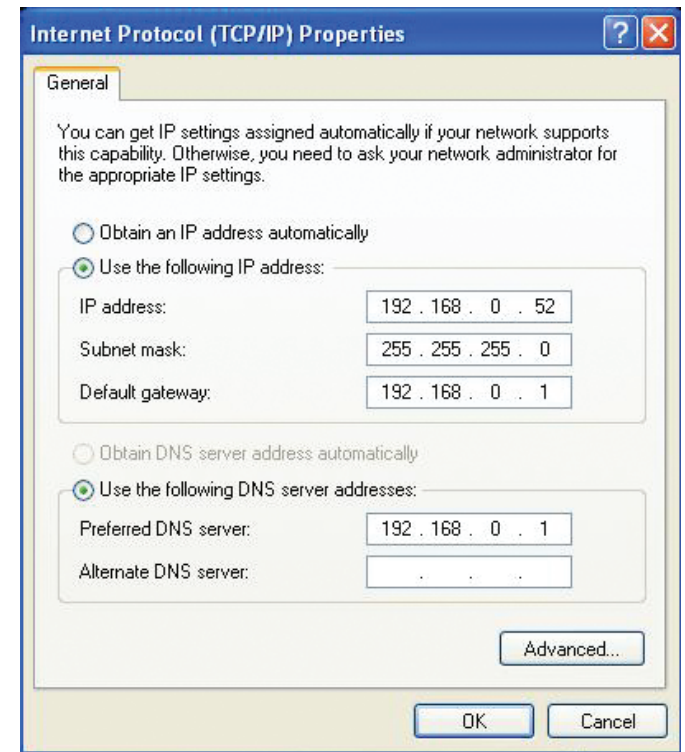 Internet Protocol (TCP/IP) Properties
General
You can get IP settings assigned automatically if your network supports
this capability. Otherwise, you need to ask your network administrator for
the appropriate IP settings.
Obtain an IP address automatically
Use the following IP address:
IP address: 192 . 168 . 0 . 52
Subnet mask: 255 . 255 . 255 . 0
Default gateway: 192 . 168 . 0 . 1
Obtain DNS server address automatically
Use the following DNS server addresses:
Preferred DNS server: 192 . 168 . 0 . 1
Alternate DNS server: . . .
Advanced...
OK Cancel